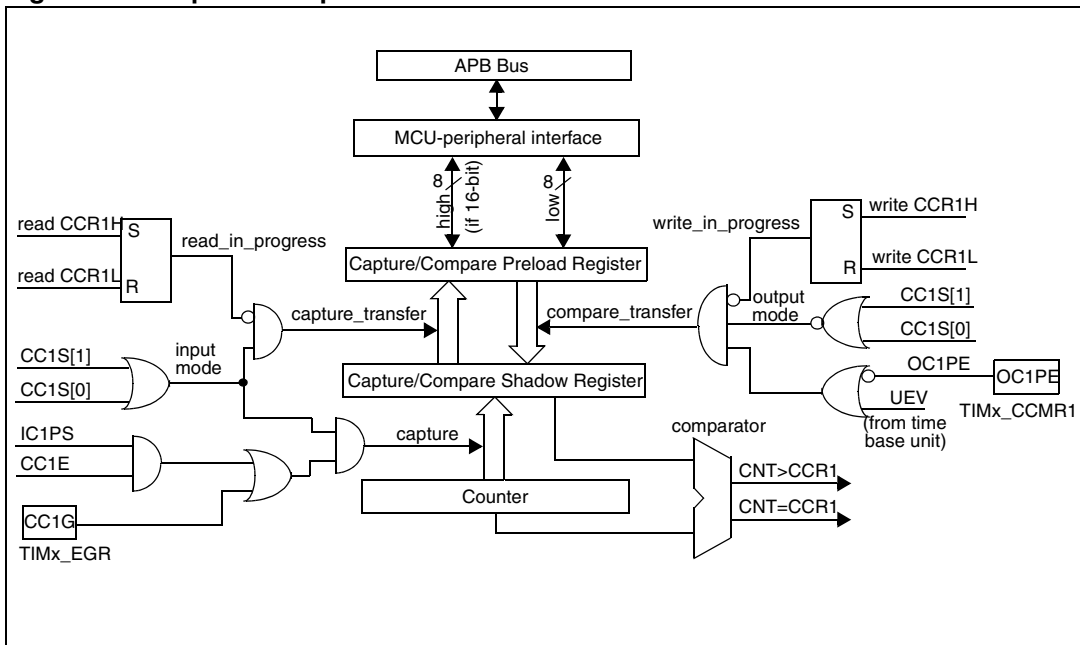 APB Bus
MCU-peripheral interface
8
high
(if 16-bit)
8
low
read CCR1H
S
read_in_progress
read CCR1L
R
write_in_progress
S
write CCR1H
R
write CCR1L
Capture/Compare Preload Register
capture_transfer
compare_transfer
output
mode
CC1S[1]
CC1S[0]
CC1S[1]
CC1S[0]
input
mode
Capture/Compare Shadow Register
OC1PE
OC1PE
UEV
TIMx_CCMR1
(from time
base unit)
IC1PS
CC1E
capture
comparator
CNT>CCR1
Counter
CNT=CCR1
CC1G
TIMx_EGR